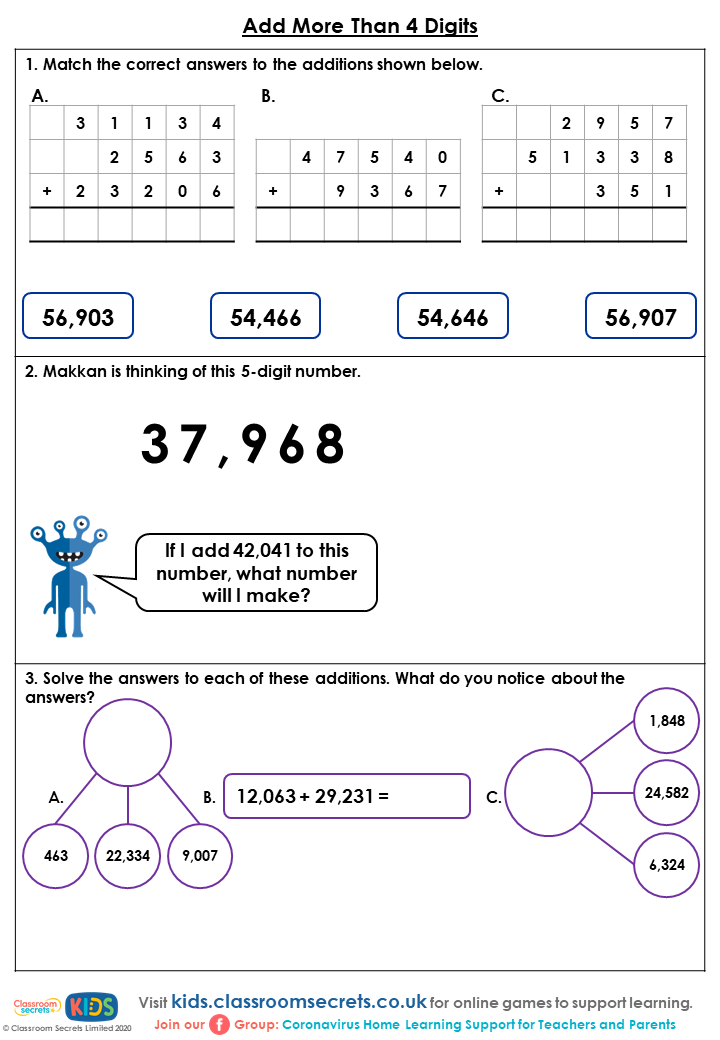 Add More Than 4 Digits
1. Match the correct answers to the additions shown below.
A. B. C.
3 1 1 3 4
2 5 6 3
+ 2 3 2 0 6
4 7 5 4 0
+ 9 3 6 7
2 9 5 7
5 1 3 3 8
+ 3 5 1
56,903 54,466 54,646 56,907
2. Makkan is thinking of this 5-digit number.
37,968
If I add 42,041 to this
number, what number
will I make?
3. Solve the answers to each of these additions. What do you notice about the
answers?
A.
463 22,334 9,007
B. 12,063 + 29,231 =
C.
1,848
24,582
6,324
Classroom
secrets
KIDS
© Classroom Secrets Limited 2020
Visit kids.classroomsecrets.co.uk for online games to support learning.
Join our f Group: Coronavirus Home Learning Support for Teachers and Parents